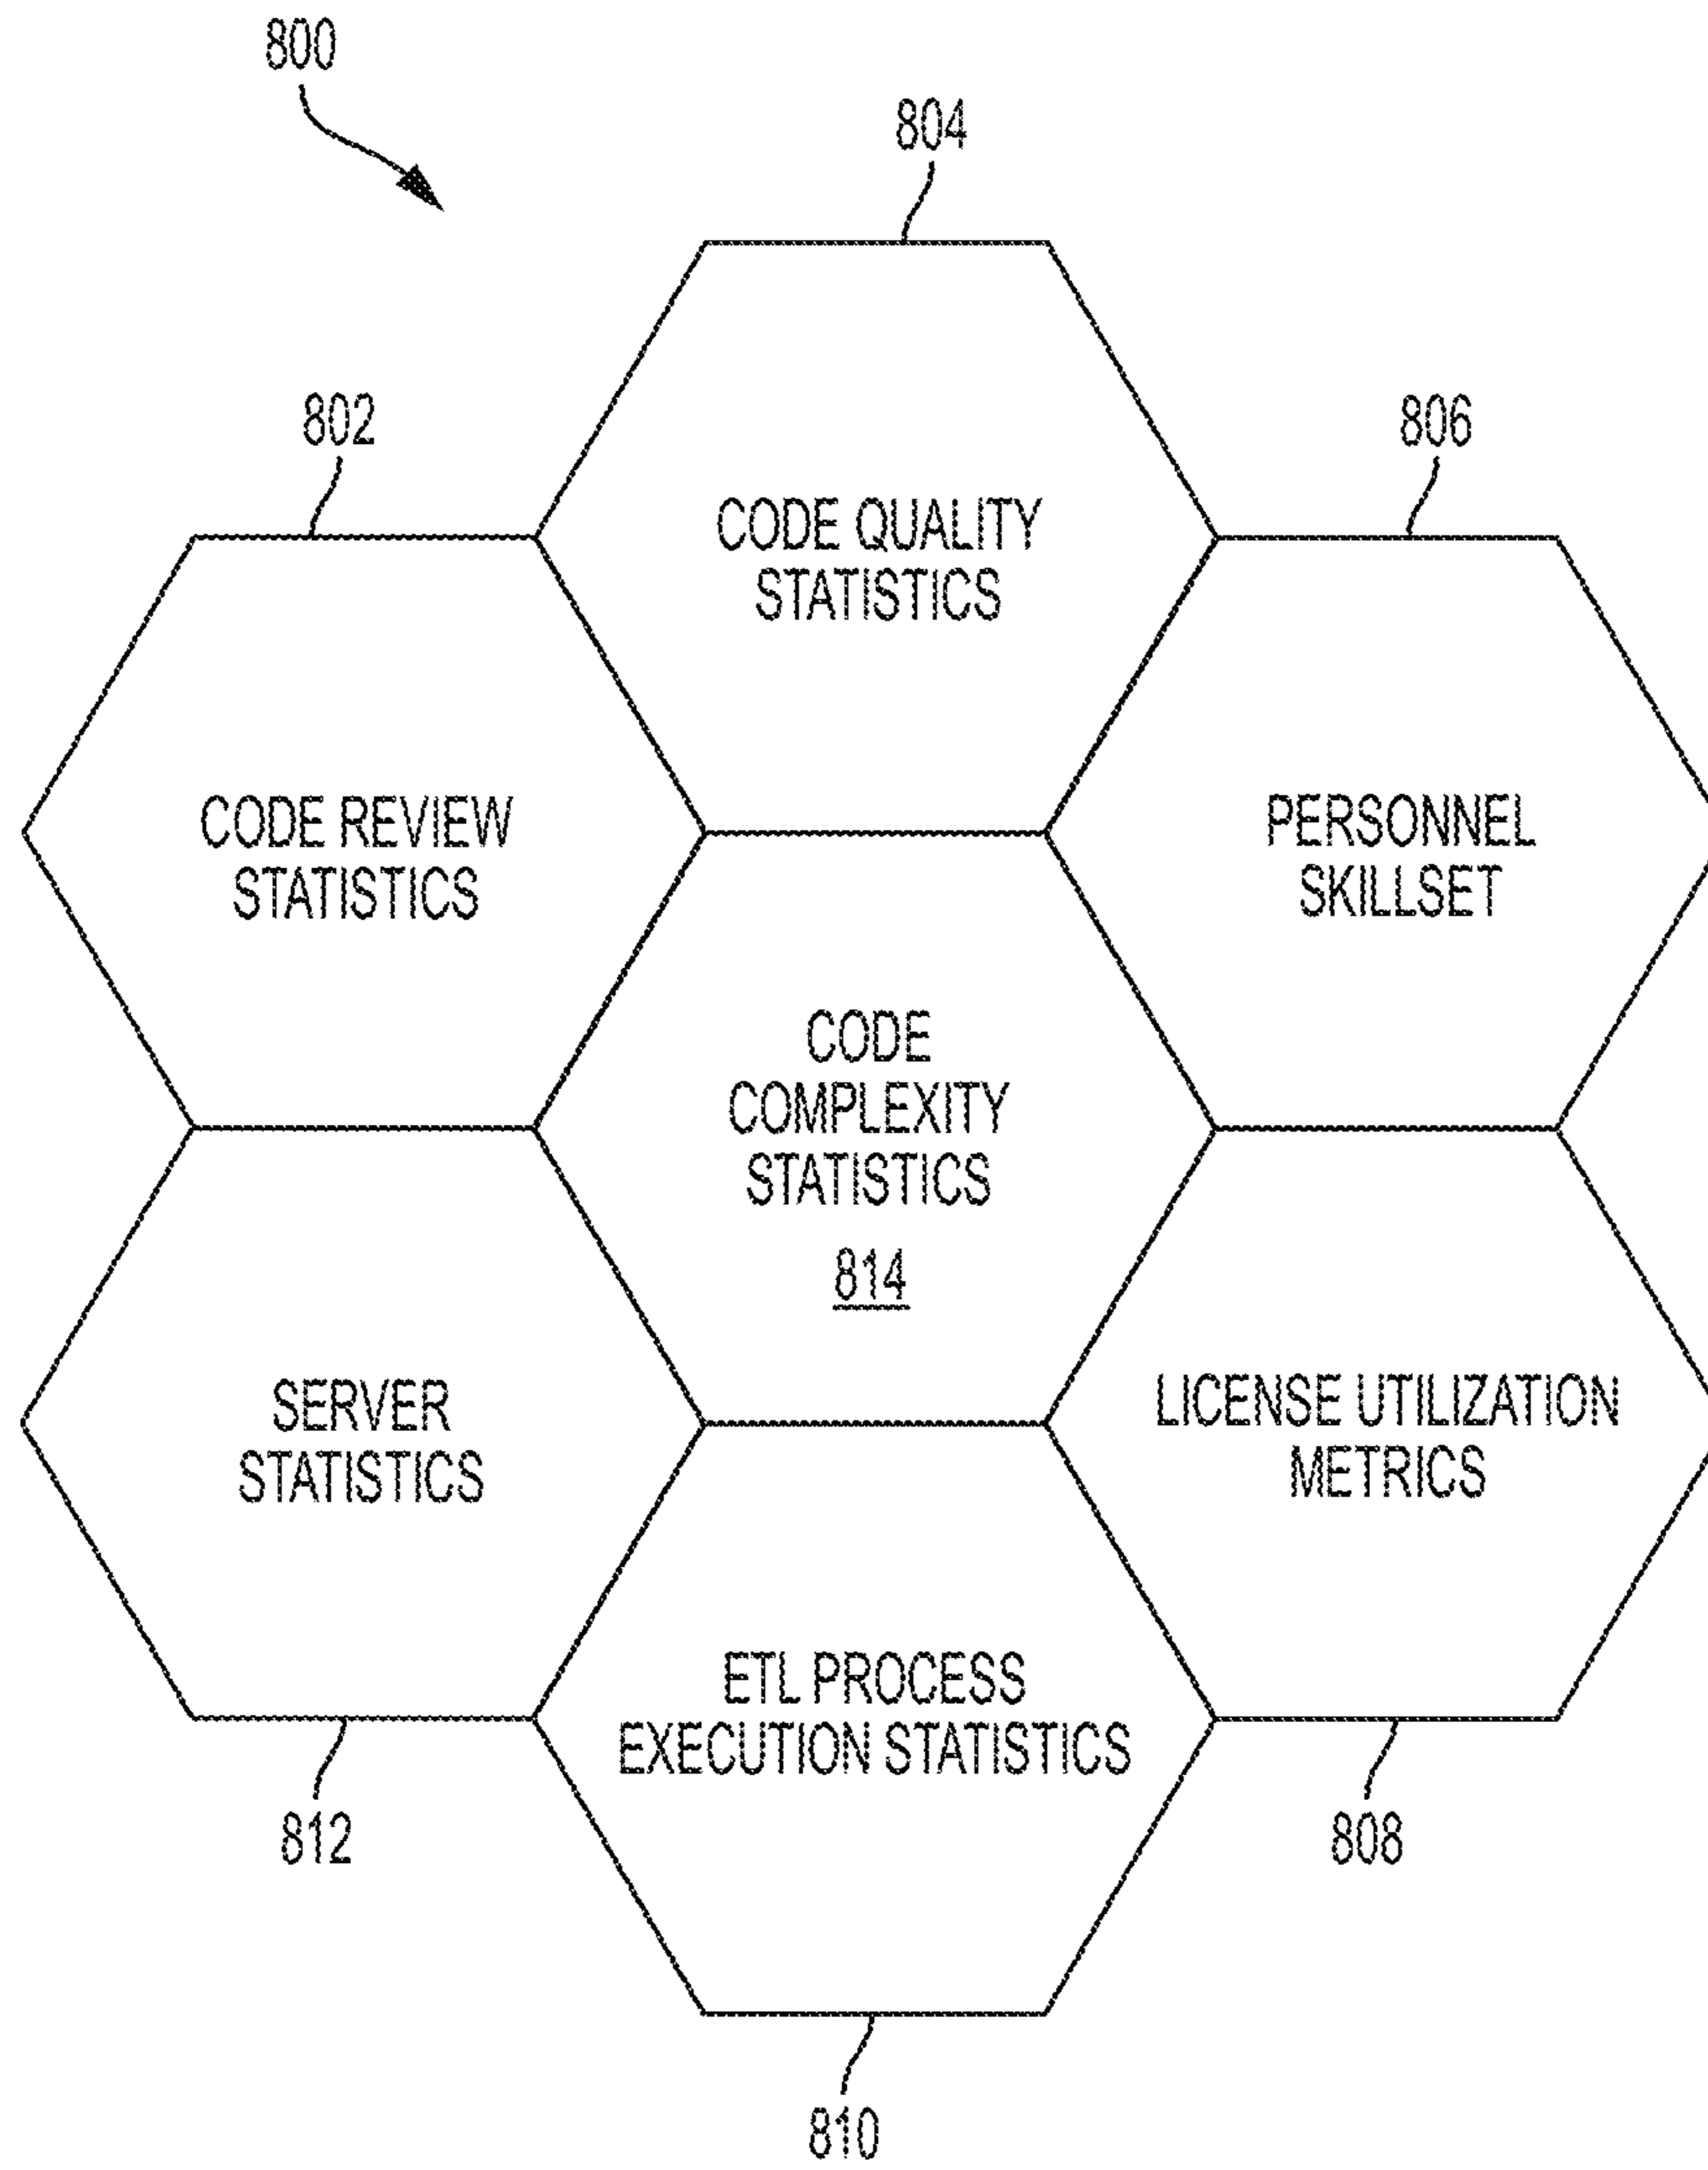 800
804
802
806
CODE QUALITY
STATISTICS
CODE REVIEW
STATISTICS
PERSONNEL
SKILLSET
CODE
COMPLEXITY
STATISTICS
814
SERVER
STATISTICS
LICENSE UTILIZATION
METRICS
ETL PROCESS
EXECUTION STATISTICS
812
808
810